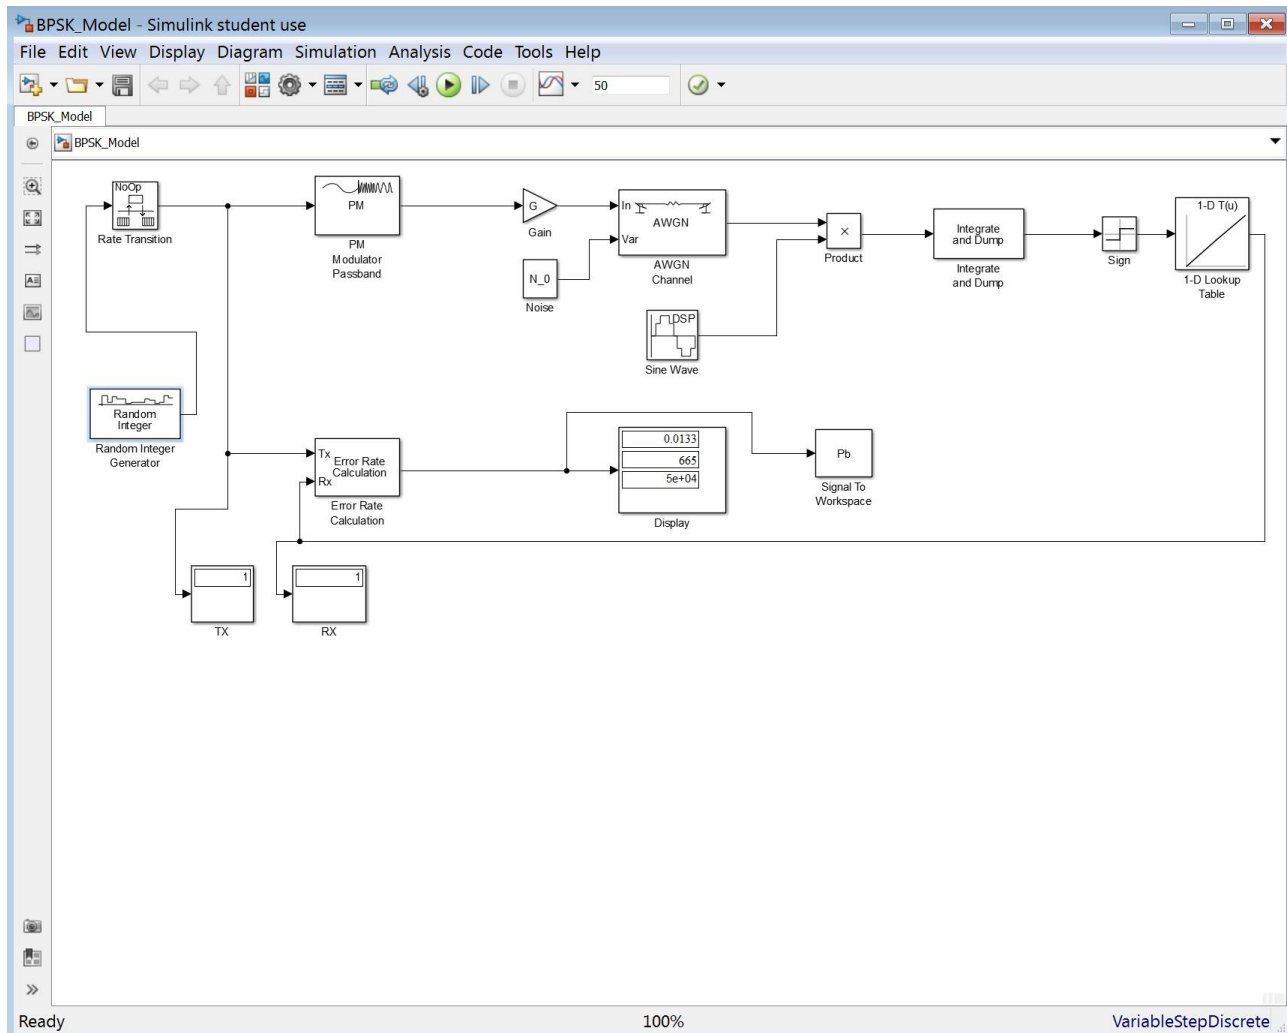 BPSK_Model - Simulink student use
File Edit View Display Diagram Simulation Analysis Code Tools Help
50
BPSK_Model
BPSK_Model
NoOp
Rate Transition
PM
PM
Modulator
Passband
G
Gain
In
AWGN
Var
AWGN
Channel
N_0
Noise
×
Product
Integrate
and Dump
Integrate
and Dump
Sign
1-D T(u)
1-D Lookup
Table
DSP
Sine Wave
Random
Integer
Random Integer
Generator
Tx
Error Rate
Calculation
Rx
Error Rate
Calculation
0.0133
665
5e+04
Display
Pb
Signal To
Workspace
1
TX
1
RX
Ready
100%
VariableStepDiscrete